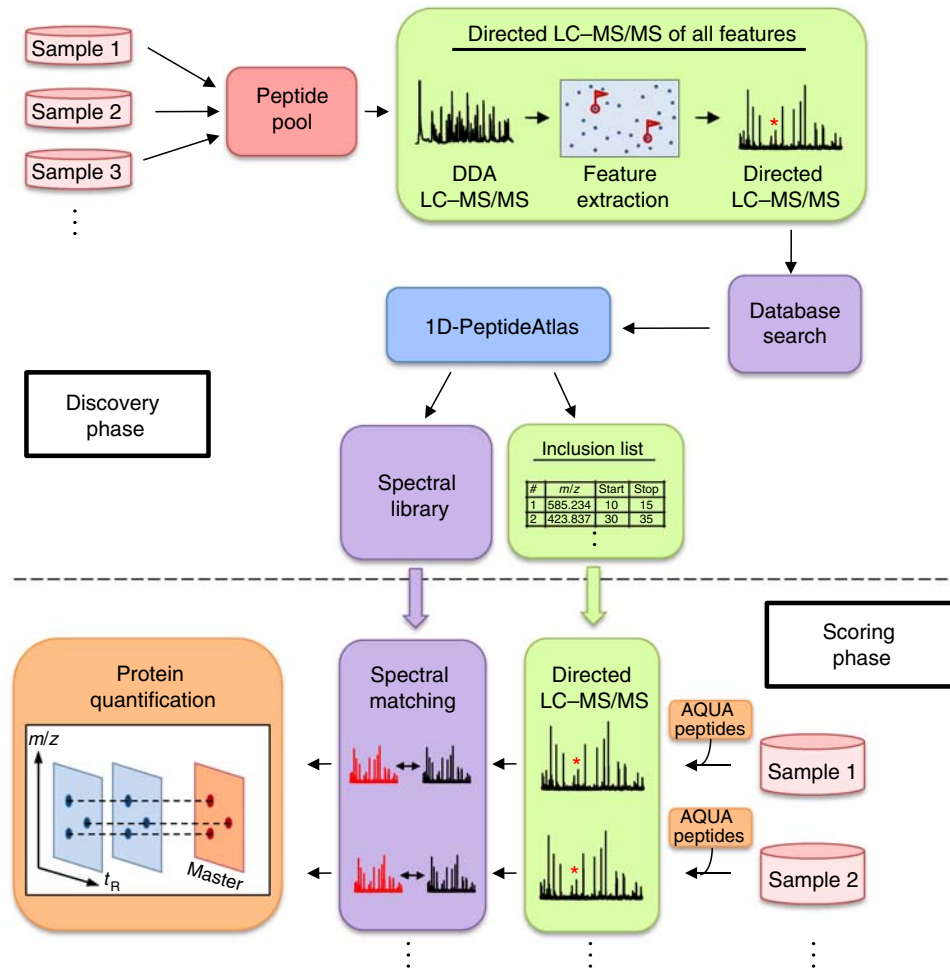 Sample 1
Sample 2
Sample 3
Peptide
pool
Directed LC–MS/MS of all features
DDA
LC–MS/MS
Feature
extraction
*
Directed
LC–MS/MS
Database
search
1D-PeptideAtlas
Discovery
phase
Spectral
library
Inclusion list
# m/z Start Stop
1 585.234 10 15
2 423.837 30 35
Scoring
phase
Protein
quantification
m/z
tR
Master
Spectral
matching
Directed
LC–MS/MS
*
*
AQUA
peptides
Sample 1
AQUA
peptides
Sample 2